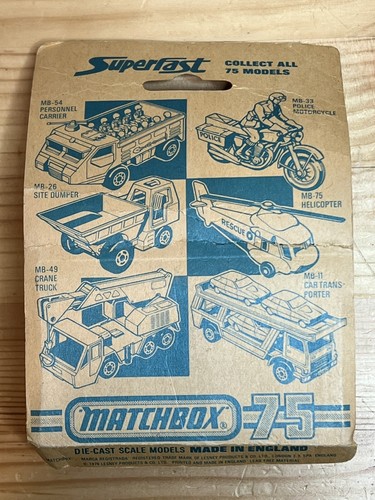 Superfast
COLLECT ALL
75 MODELS
MB-54
PERSONNEL
CARRIER
MB-33
POLICE
MOTORCYCLE
POLICE
MB-26
SITE DUMPER
MB-75
HELICOPTER
RESCUE
MB-49
CRANE
TRUCK
MB-11
CAR TRANS-
PORTER
MATCHBOX® 75
DIE-CAST SCALE MODELS MADE IN ENGLAND